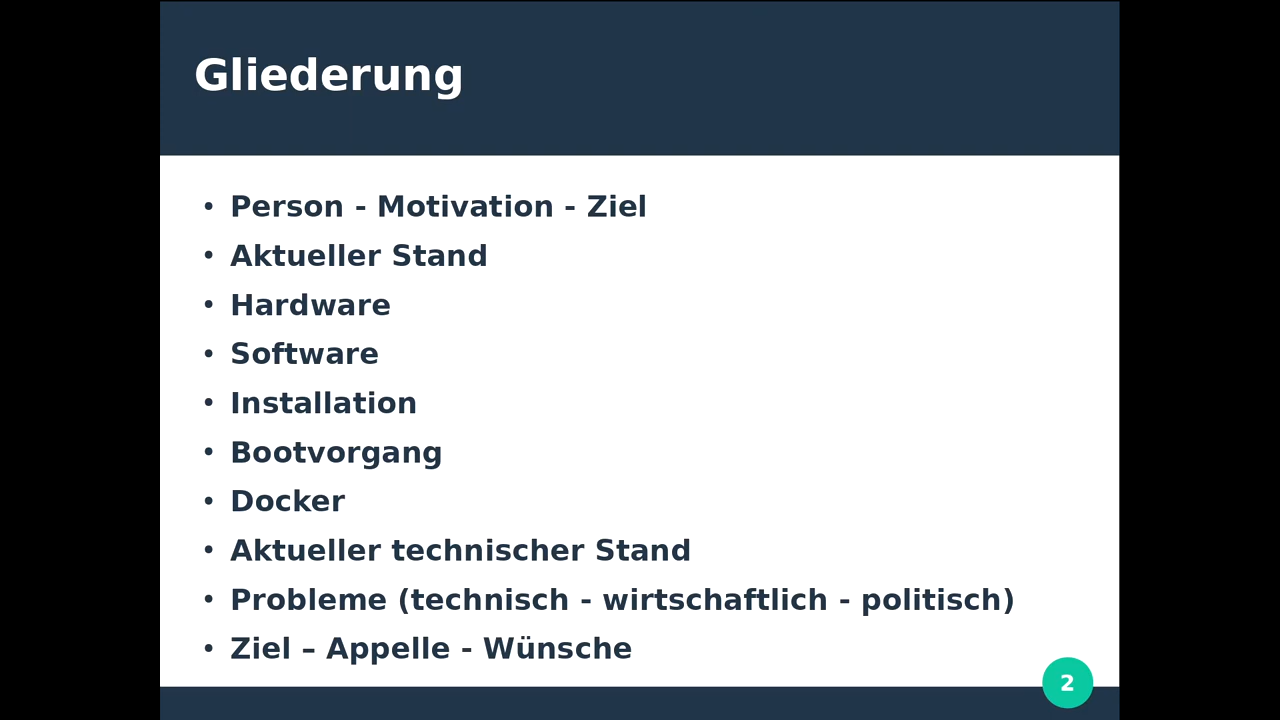 Gliederung
• Person - Motivation - Ziel
• Aktueller Stand
• Hardware
• Software
• Installation
• Bootvorgang
• Docker
• Aktueller technischer Stand
• Probleme (technisch - wirtschaftlich - politisch)
• Ziel – Appelle - Wünsche
2